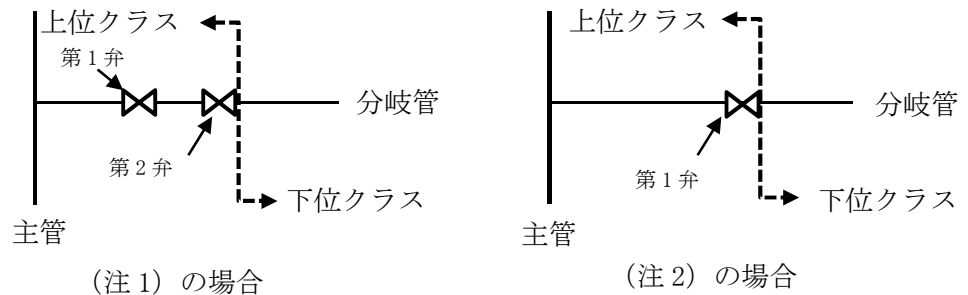 上位クラス
第1弁
分岐管
第2弁
下位クラス
主管
(注1)の場合
上位クラス
分岐管
第1弁
下位クラス
主管
(注2)の場合